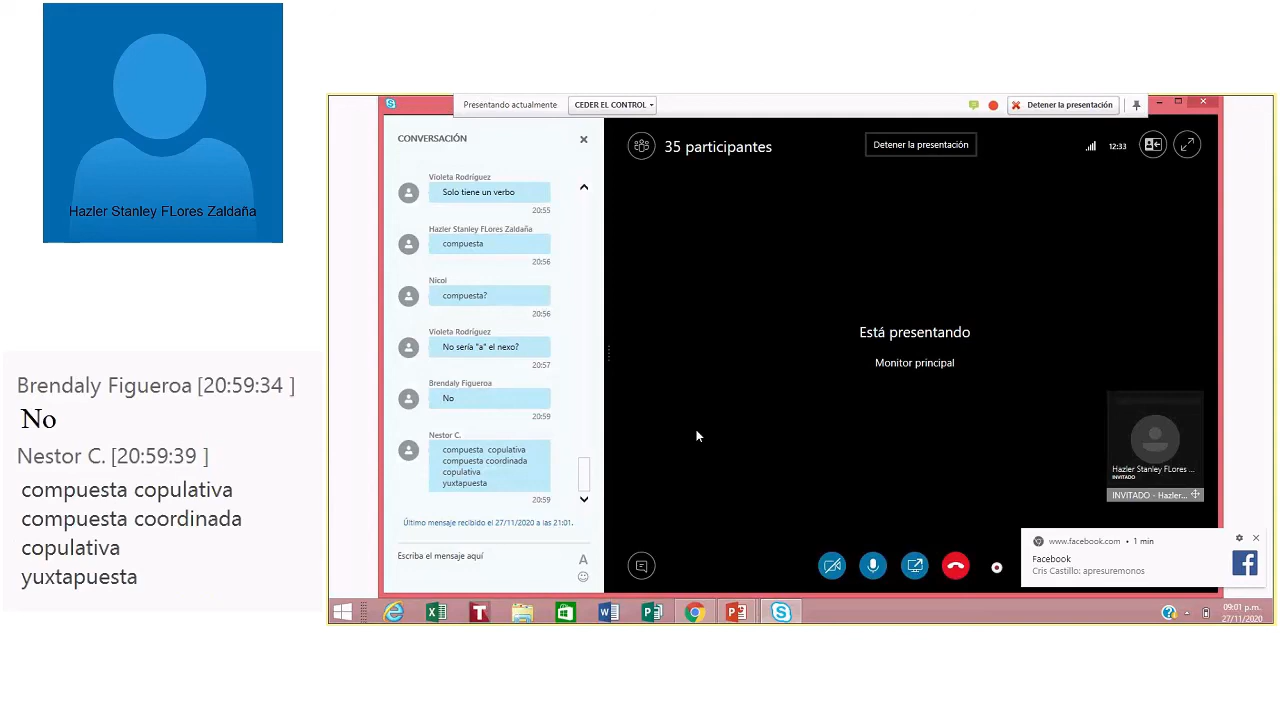 Hazler Stanley FLores Zaldaña
Brendaly Figueroa [20:59:34 ]
No
Nestor C. [20:59:39 ]
compuesta copulativa
compuesta coordinada
copulativa
yuxtapuesta
Presentando actualmente
CEDER EL CONTROL
Detener la presentación
CONVERSACIÓN
Violeta Rodríguez
Solo tiene un verbo
20:55
Hazler Stanley FLores Zaldaña
compuesta
20:56
Nicol
compuesta?
20:56
Violeta Rodríguez
No sería "a" el nexo?
20:57
Brendaly Figueroa
No
20:59
Nestor C.
compuesta copulativa
compuesta coordinada
copulativa
yuxtapuesta
20:59
Último mensaje recibido el 27/11/2020 a las 21:01.
Escriba el mensaje aquí
A
35 participantes
Detener la presentación
12:33
Está presentando
Monitor principal
Hazler Stanley FLores ...
INVITADO
INVITADO - Hazler...
www.facebook.com • 1 min
Facebook
Cris Castillo: apresuremonos
09:01 p.m.
27/11/2020